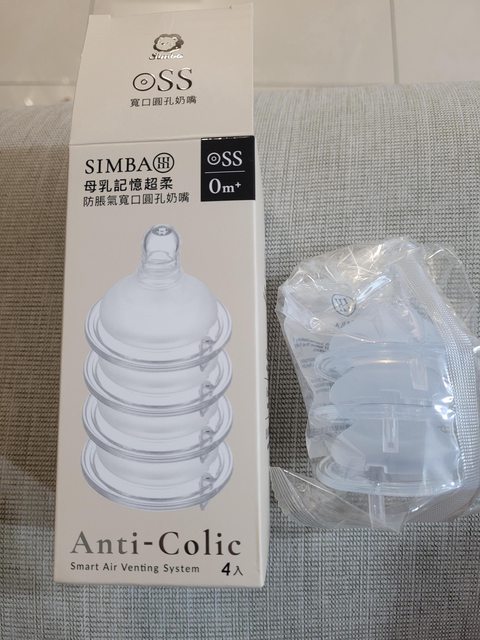 Simba
SS
寬口圓孔奶嘴
SIMBA
SS
0m+
母乳記憶超柔
防脹氣寬口圓孔奶嘴
Anti-Colic
Smart Air Venting System
4入